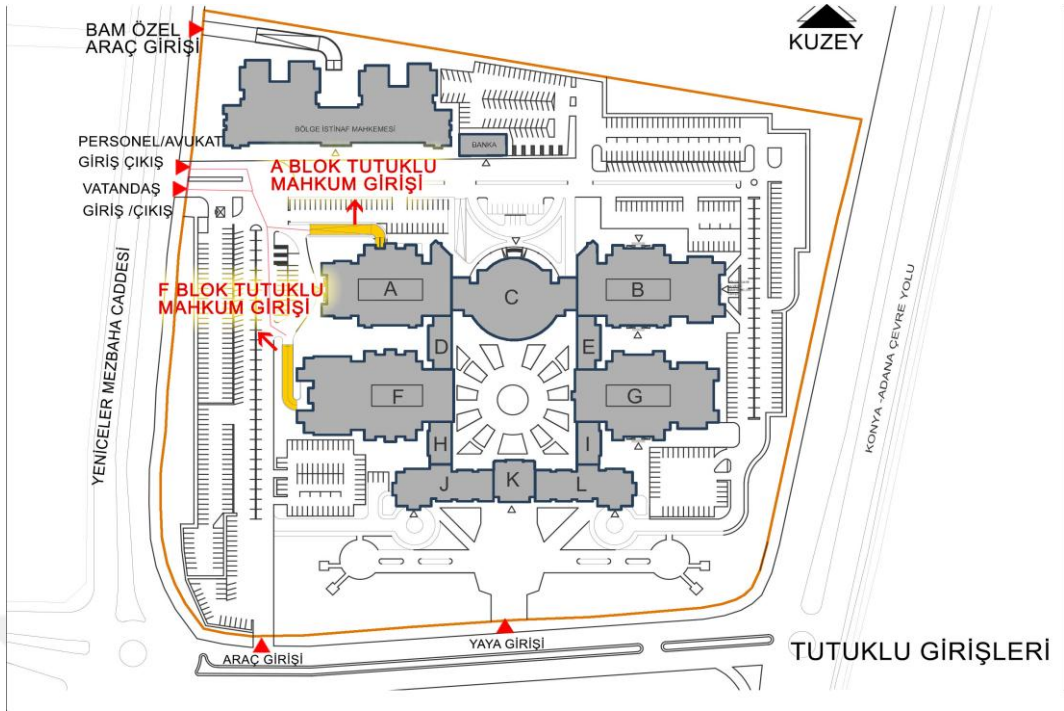 KUZEY
BAM ÖZEL
ARAÇ GİRİŞİ
BÖLGE İSTİNAF MAHKEMESİ
BANKA
PERSONEL/AVUKAT
GİRİŞ ÇIKIŞ
VATANDAŞ
GİRİŞ /ÇIKIŞ
A BLOK TUTUKLU
MAHKUM GİRİŞİ
F BLOK TUTUKLU
MAHKUM GİRİŞİ
A
C
B
D
E
F
G
H
I
J
K
L
YENİCELER MEZBAHA CADDESİ
KONYA -ADANA ÇEVRE YOLU
ARAÇ GİRİŞİ
YAYA GİRİŞİ
TUTUKLU GİRİŞLERİ